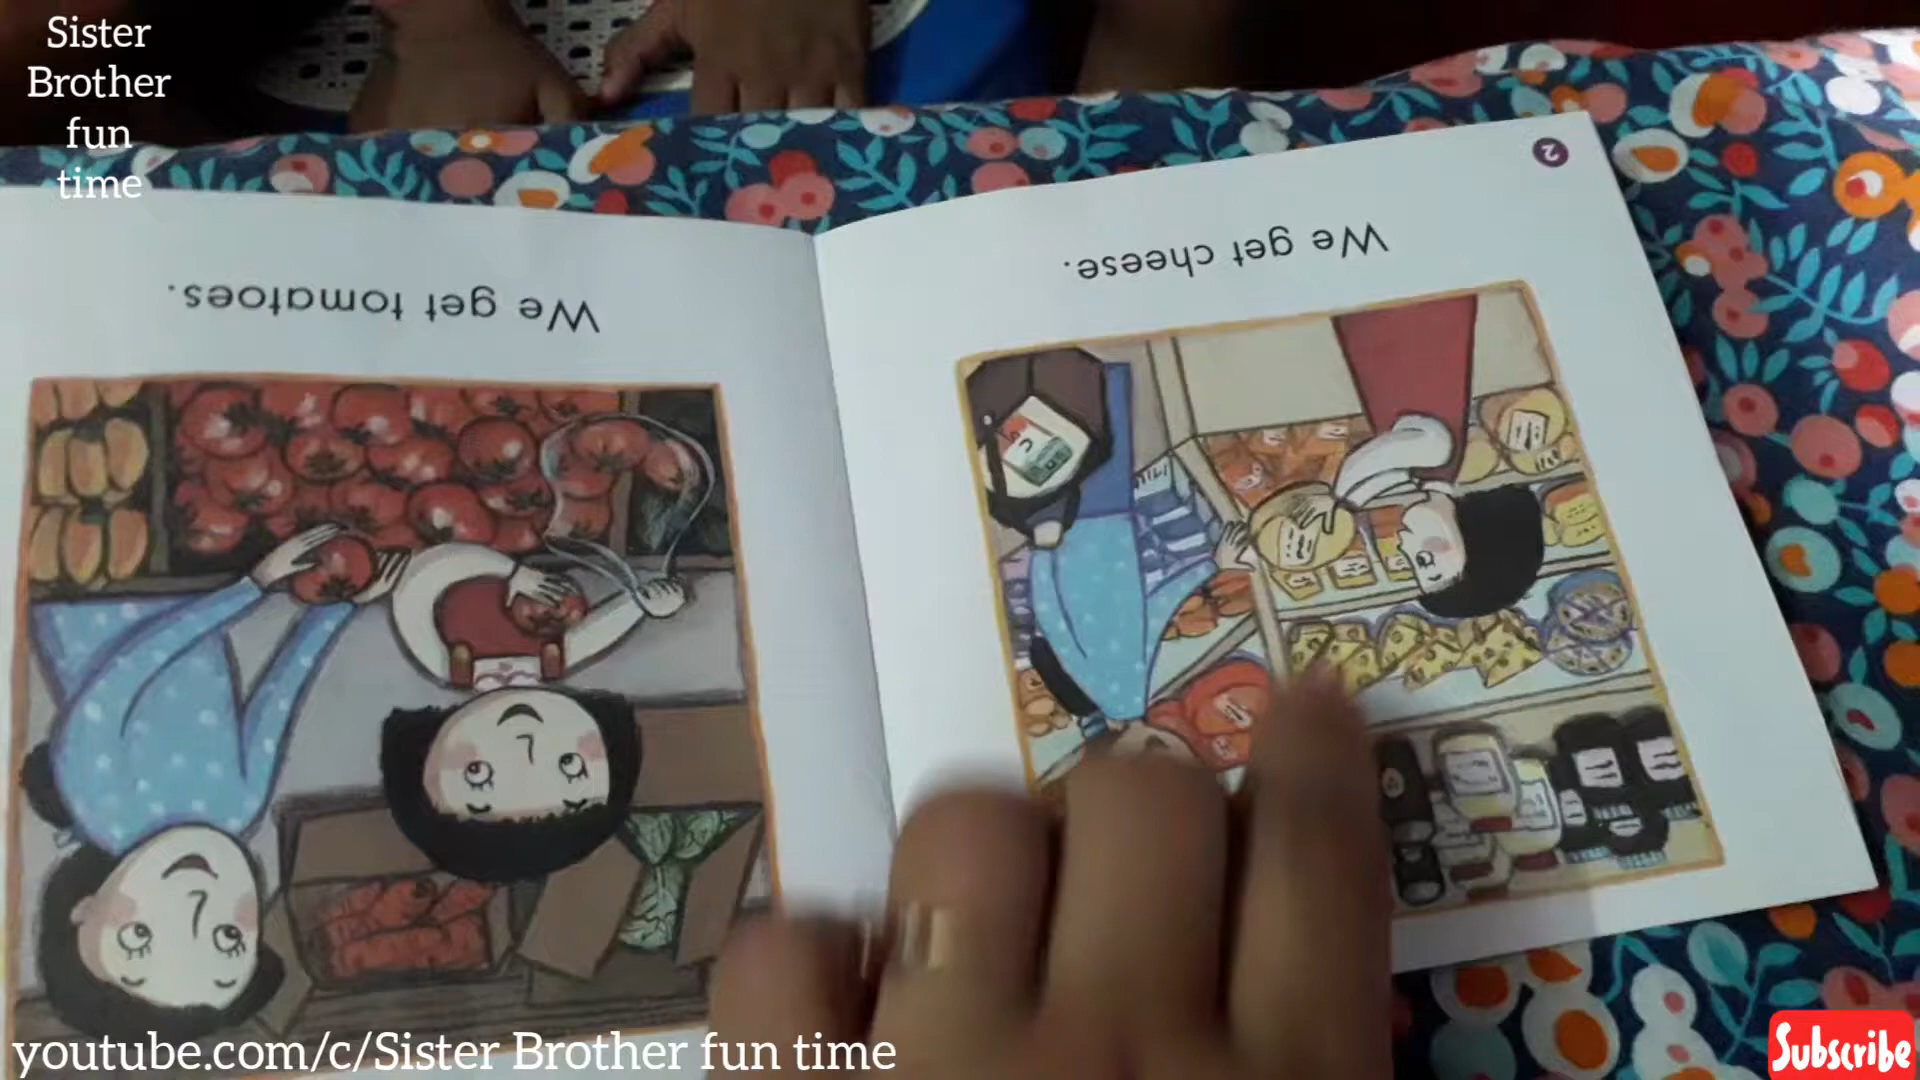 Sister
Brother
fun
time
2
We get cheese.
We get tomatoes.
youtube.com/c/Sister Brother fun time
Subscribe